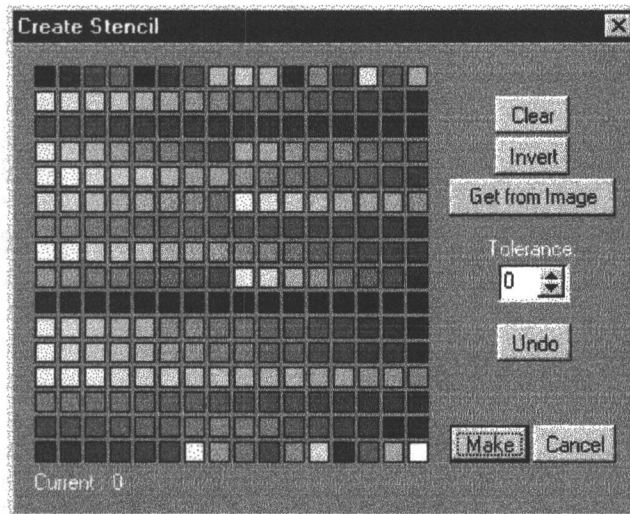 Create Stencil
Clear
Invert
Get from Image
Tolerance
0
Undo
Make
Cancel
Current : 0